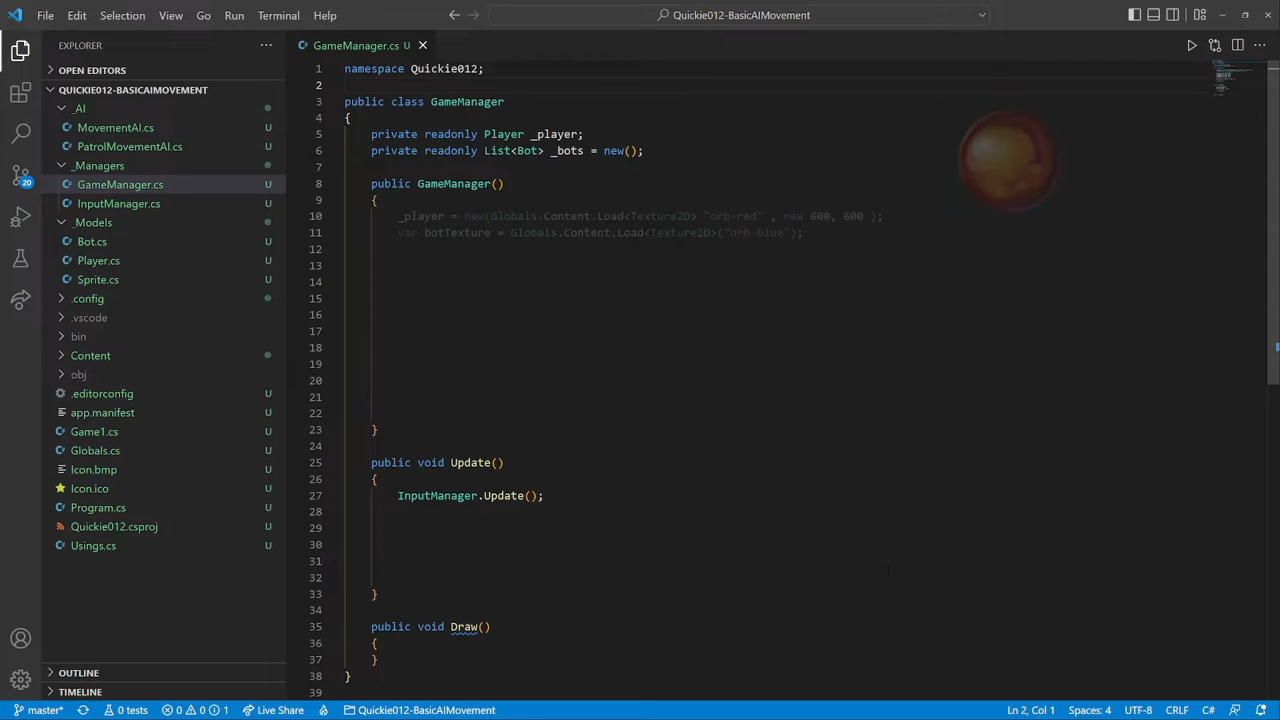 File Edit Selection View Go Run Terminal Help
Quickie012-BasicAIMovement
EXPLORER
OPEN EDITORS
QUICKIE012-BASICAIMOVEMENT
_AI
MovementAI.cs U
PatrolMovementAI.cs U
_Managers
GameManager.cs U
InputManager.cs U
_Models
Bot.cs U
Player.cs U
Sprite.cs U
.config
.vscode
bin
Content
obj
.editorconfig U
app.manifest U
Game1.cs U
Globals.cs U
Icon.bmp U
Icon.ico U
Program.cs U
Quickie012.csproj U
Usings.cs U
OUTLINE
TIMELINE
20
GameManager.cs U
1 namespace Quickie012;
2
3 public class GameManager
4 {
5 private readonly Player _player;
6 private readonly List<Bot> _bots = new();
7
8 public GameManager()
9 {
10 _player = new(Globals.Content.Load<Texture2D> "orb-red" , new 600, 600 );
11 var botTexture = Globals.Content.Load<Texture2D>("orb-blue");
12
13
14
15
16
17
18
19
20
21
22
23 }
24
25 public void Update()
26 {
27 InputManager.Update();
28
29
30
31
32
33 }
34
35 public void Draw()
36 {
37 }
38 }
39
master* 0 tests 0 0 1 Live Share Quickie012-BasicAIMovement Ln 2, Col 1 Spaces: 4 UTF-8 CRLF C#